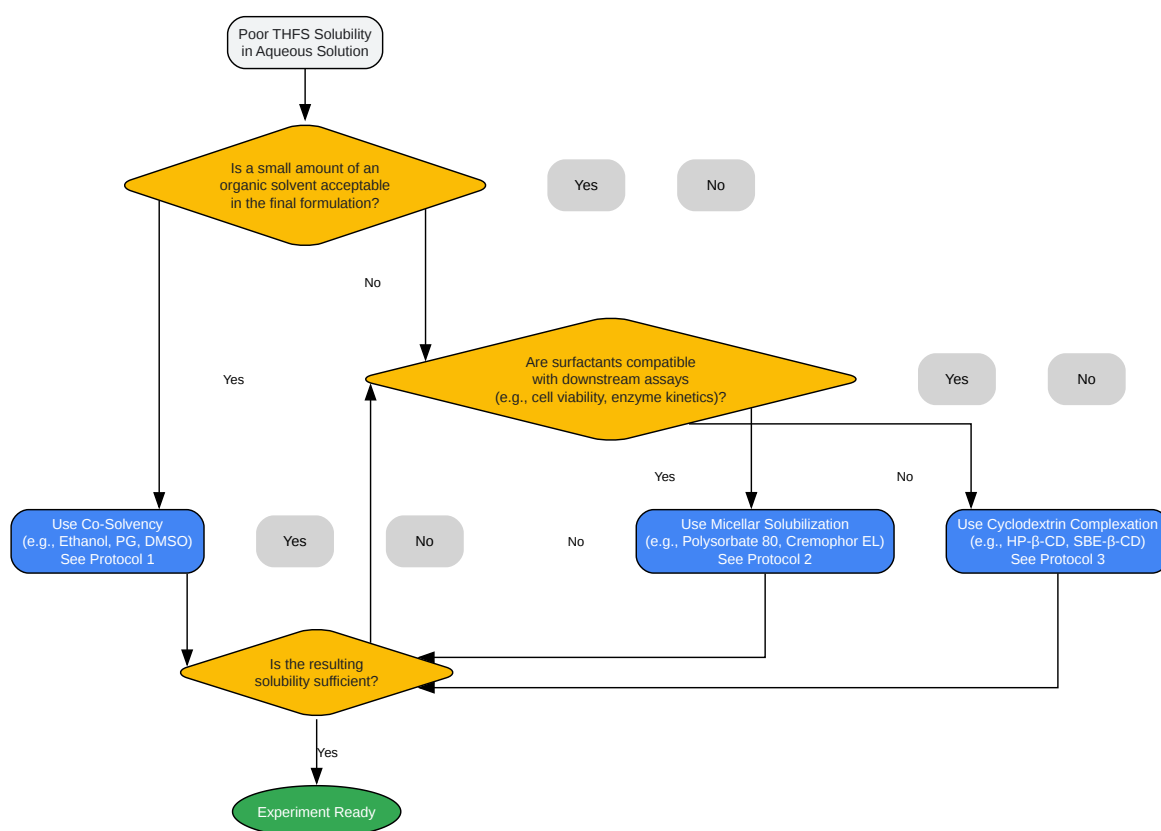 Poor THFS Solubility
in Aqueous Solution
Is a small amount of an
organic solvent acceptable
in the final formulation?
Yes
No
No
Are surfactants compatible
with downstream assays
(e.g., cell viability, enzyme kinetics)?
Yes
No
Yes
Yes
No
Use Co-Solvency
(e.g., Ethanol, PG, DMSO)
See Protocol 1
Yes
No
No
Use Micellar Solubilization
(e.g., Polysorbate 80, Cremophor EL)
See Protocol 2
Use Cyclodextrin Complexation
(e.g., HP-β-CD, SBE-β-CD)
See Protocol 3
Is the resulting
solubility sufficient?
Yes
Experiment Ready